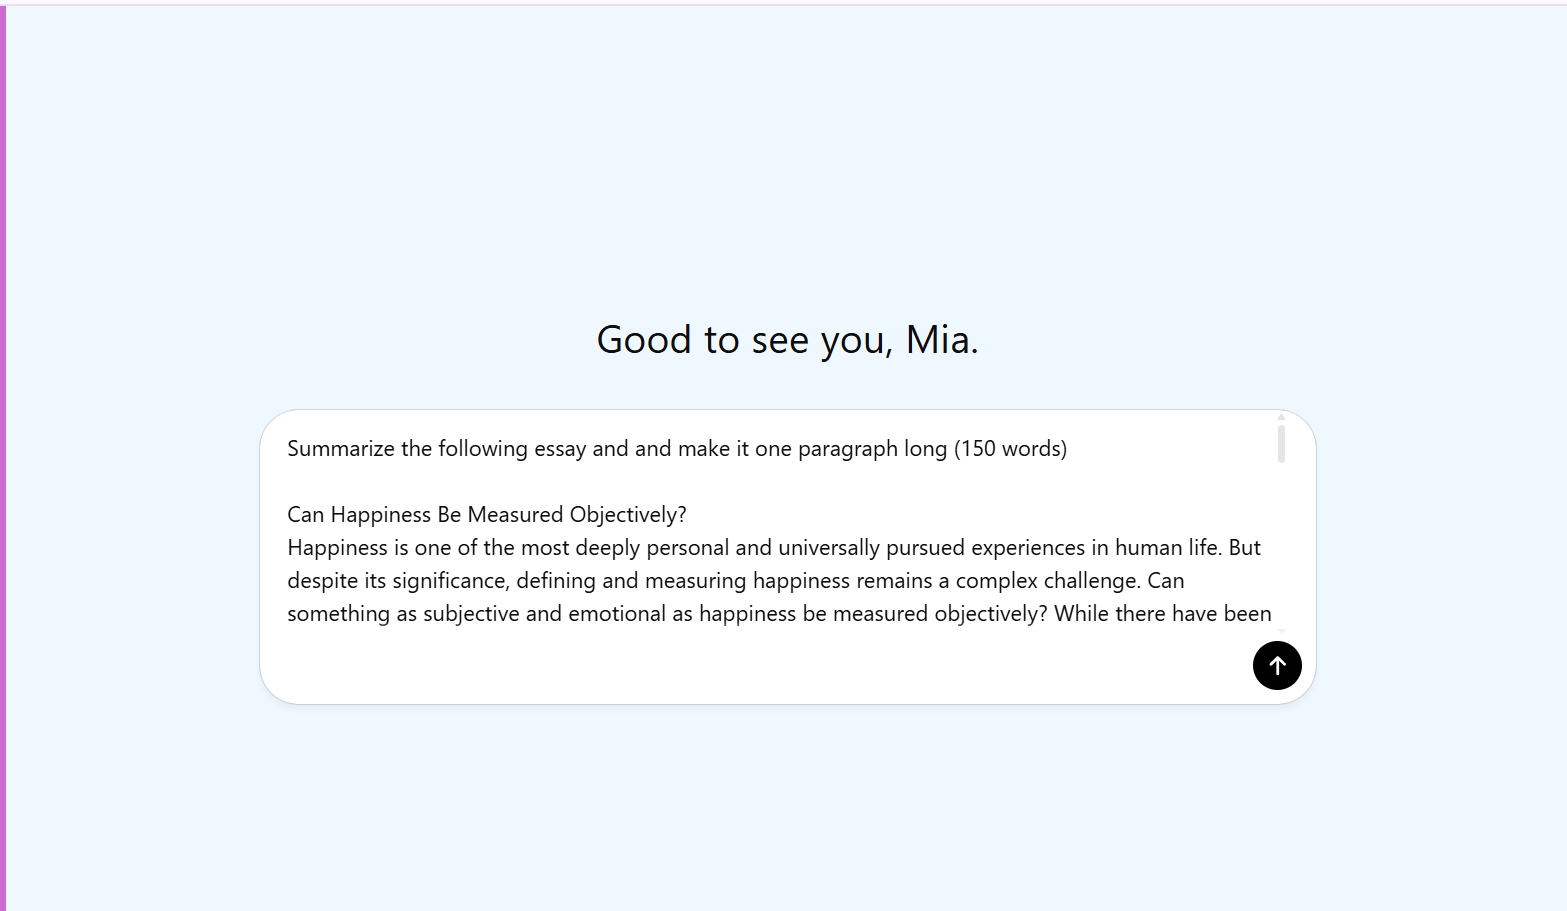 Good to see you, Mia.
Summarize the following essay and and make it one paragraph long (150 words)
Can Happiness Be Measured Objectively?
Happiness is one of the most deeply personal and universally pursued experiences in human life. But
despite its significance, defining and measuring happiness remains a complex challenge. Can
something as subjective and emotional as happiness be measured objectively? While there have been